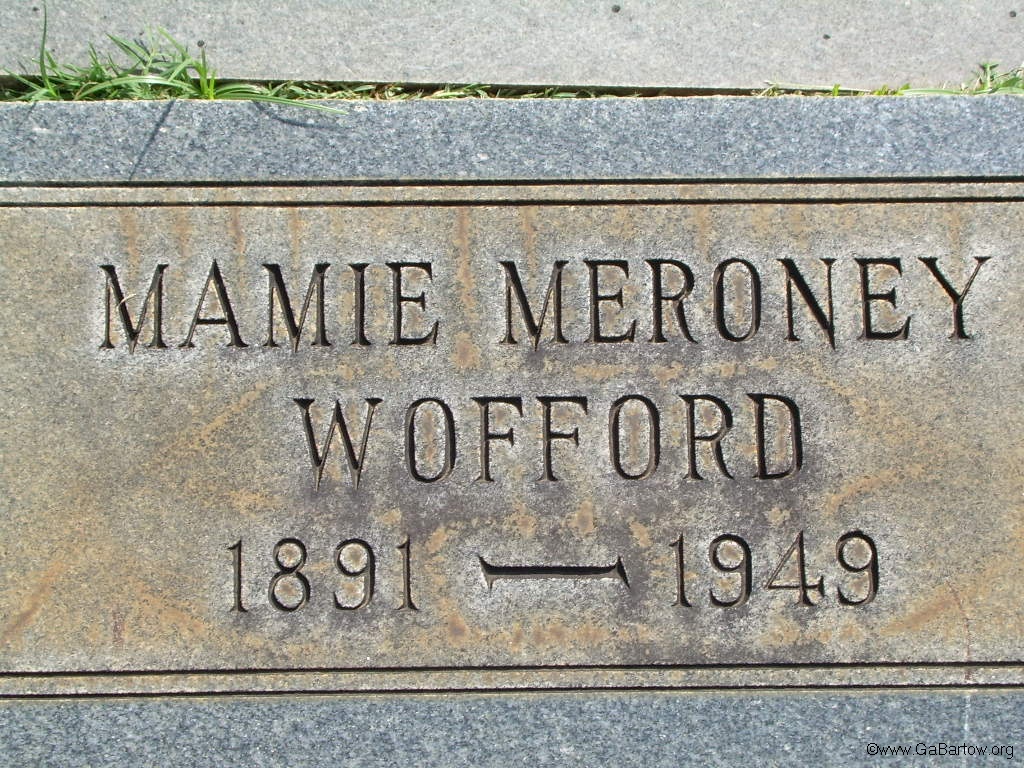 MAMIE MERONEY
WOFFORD
1891 — 1949
©www.GaBartow.org